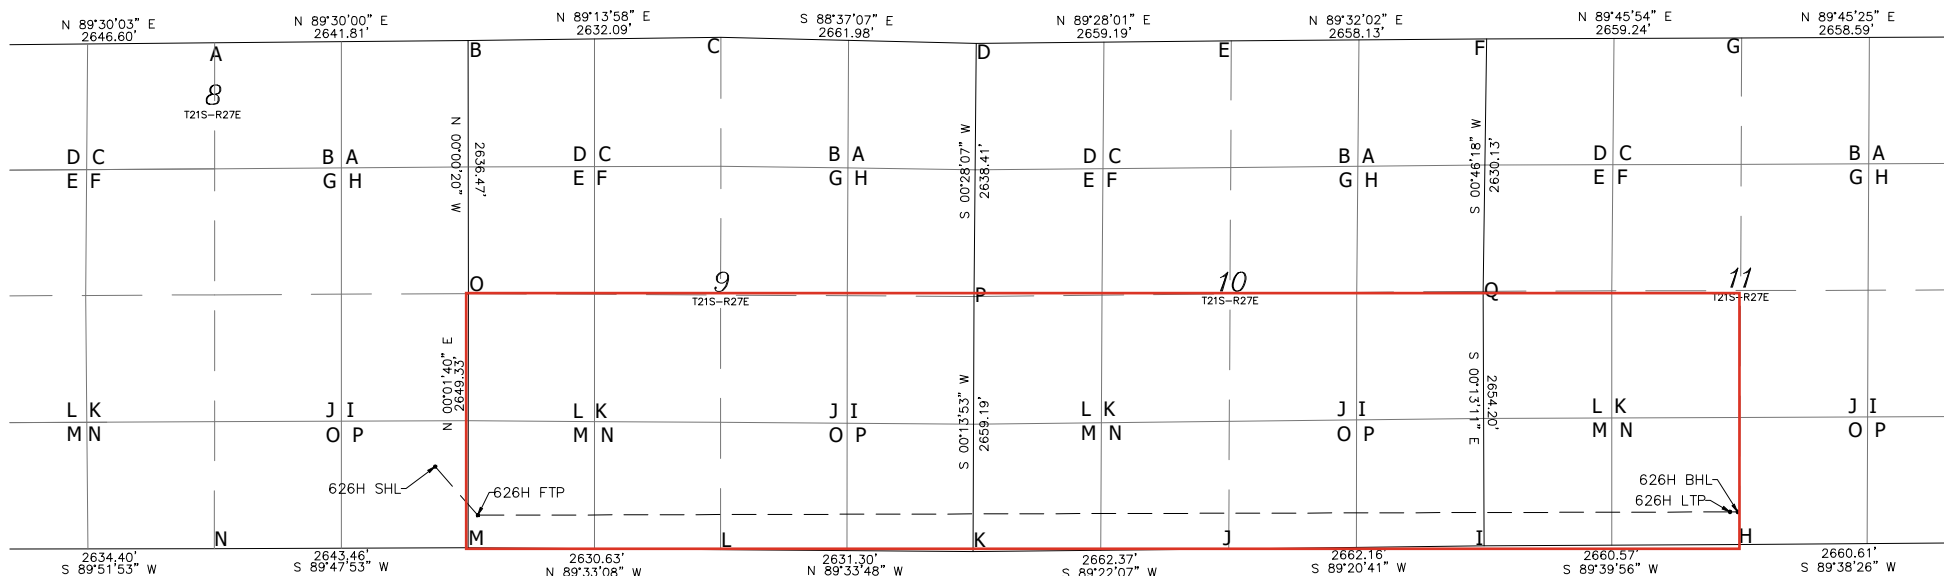 N 89°30'03" E
2646.60'
N 89°30'00" E
2641.81'
N 89°13'58" E
2632.09'
S 88°37'07" E
2661.98'
N 89°28'01" E
2659.19'
N 89°32'02" E
2658.13'
N 89°45'54" E
2659.24'
N 89°45'25" E
2658.59'
A B C D E F G
8
T21S-R27E
N 00°00'20" W
2636.47'
S 00°28'07" W
2638.41'
S 00°46'18" W
2630.13'
D C B A D C B A D C B A D C B A
E F G H E F G H E F G H E F G H
O P Q
9
T21S-R27E
10
T21S-R27E
11
T21S-R27E
N 00°01'40" E
2649.33'
S 00°13'53" W
2659.19'
S 00°13'11" E
2654.20'
L K J I L K J I L K J I L K J I
M N O P M N O P M N O P M N O P
626H SHL
626H FTP
626H BHL
626H LTP
N M L K J I H
2634.40'
S 89°51'53" W
2643.46'
S 89°47'53" W
2630.63'
N 89°33'08" W
2631.30'
N 89°33'48" W
2662.37'
S 89°22'07" W
2662.16'
S 89°20'41" W
2660.57'
S 89°39'56" W
2660.61'
S 89°38'26" W